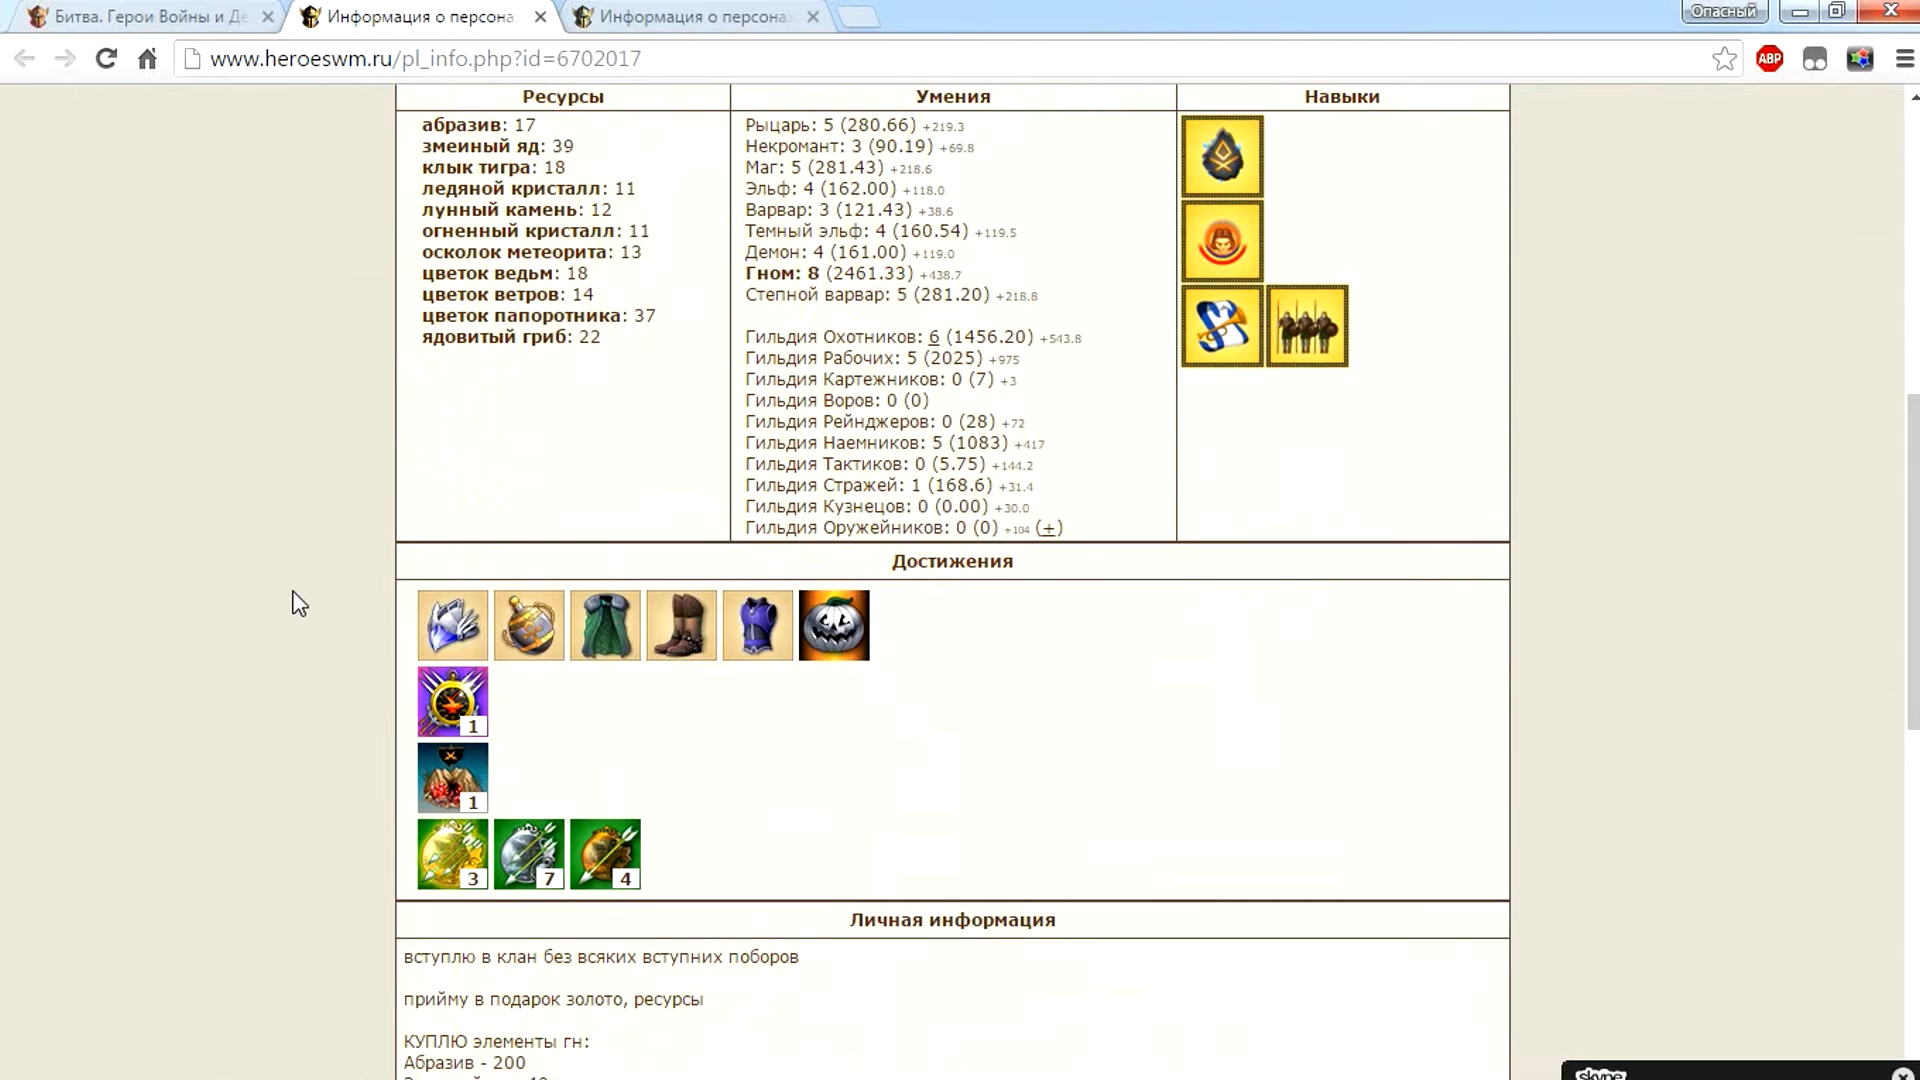 Битва. Герои Войны и Де
Информация о персона
Информация о персона
Опасный
www.heroeswm.ru/pl_info.php?id=6702017
ABP
Ресурсы
Умения
Навыки
абразив: 17
змеиный яд: 39
клык тигра: 18
ледяной кристалл: 11
лунный камень: 12
огненный кристалл: 11
осколок метеорита: 13
цветок ведьм: 18
цветок ветров: 14
цветок папоротника: 37
ядовитый гриб: 22
Рыцарь: 5 (280.66) +219.3
Некромант: 3 (90.19) +69.8
Маг: 5 (281.43) +218.6
Эльф: 4 (162.00) +118.0
Варвар: 3 (121.43) +38.6
Темный эльф: 4 (160.54) +119.5
Демон: 4 (161.00) +119.0
Гном: 8 (2461.33) +438.7
Степной варвар: 5 (281.20) +218.8
Гильдия Охотников: 6 (1456.20) +543.8
Гильдия Рабочих: 5 (2025) +975
Гильдия Картежников: 0 (7) +3
Гильдия Воров: 0 (0)
Гильдия Рейнджеров: 0 (28) +72
Гильдия Наемников: 5 (1083) +417
Гильдия Тактиков: 0 (5.75) +144.2
Гильдия Стражей: 1 (168.6) +31.4
Гильдия Кузнецов: 0 (0.00) +30.0
Гильдия Оружейников: 0 (0) +104 (+)
Достижения
1
1
3
7
4
Личная информация
вступлю в клан без всяких вступних поборов
прийму в подарок золото, ресурсы
КУПЛЮ элементы гн:
Абразив - 200
skype